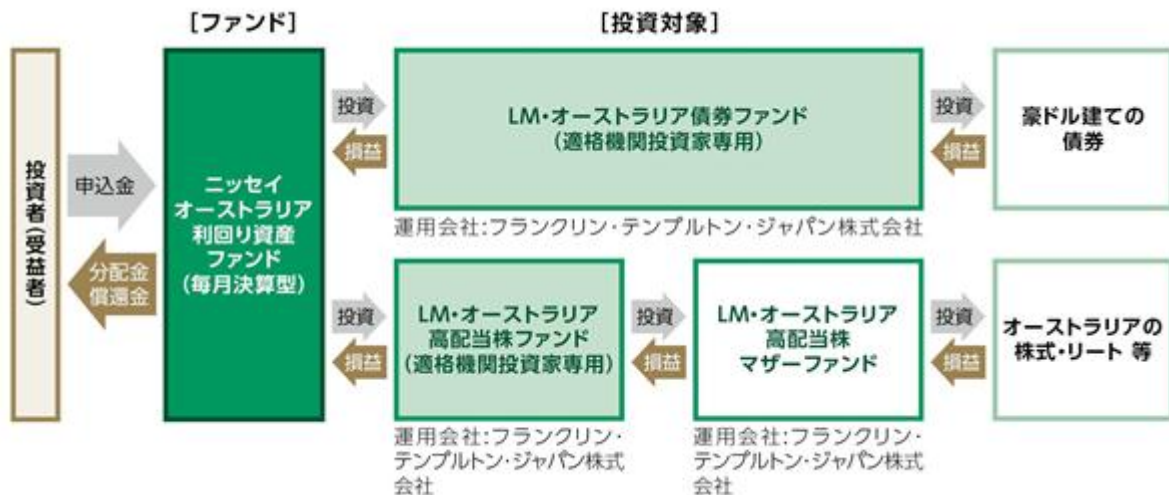 [ファンド]
[投資対象]
投資者(受益者)
申込金
分配金
償還金
ニッセイ
オーストラリア
利回り資産
ファンド
(毎月決算型)
投資
損益
LM・オーストラリア債券ファンド
(適格機関投資家専用)
投資
損益
豪ドル建ての
債券
運用会社:フランクリン・テンプルトン・ジャパン株式会社
投資
損益
LM・オーストラリア
高配当株ファンド
(適格機関投資家専用)
投資
損益
LM・オーストラリア
高配当株
マザーファンド
投資
損益
オーストラリアの
株式・リート 等
運用会社:フランクリン・
テンプルトン・ジャパン株式
会社
運用会社:フランクリン・
テンプルトン・ジャパン株式
会社